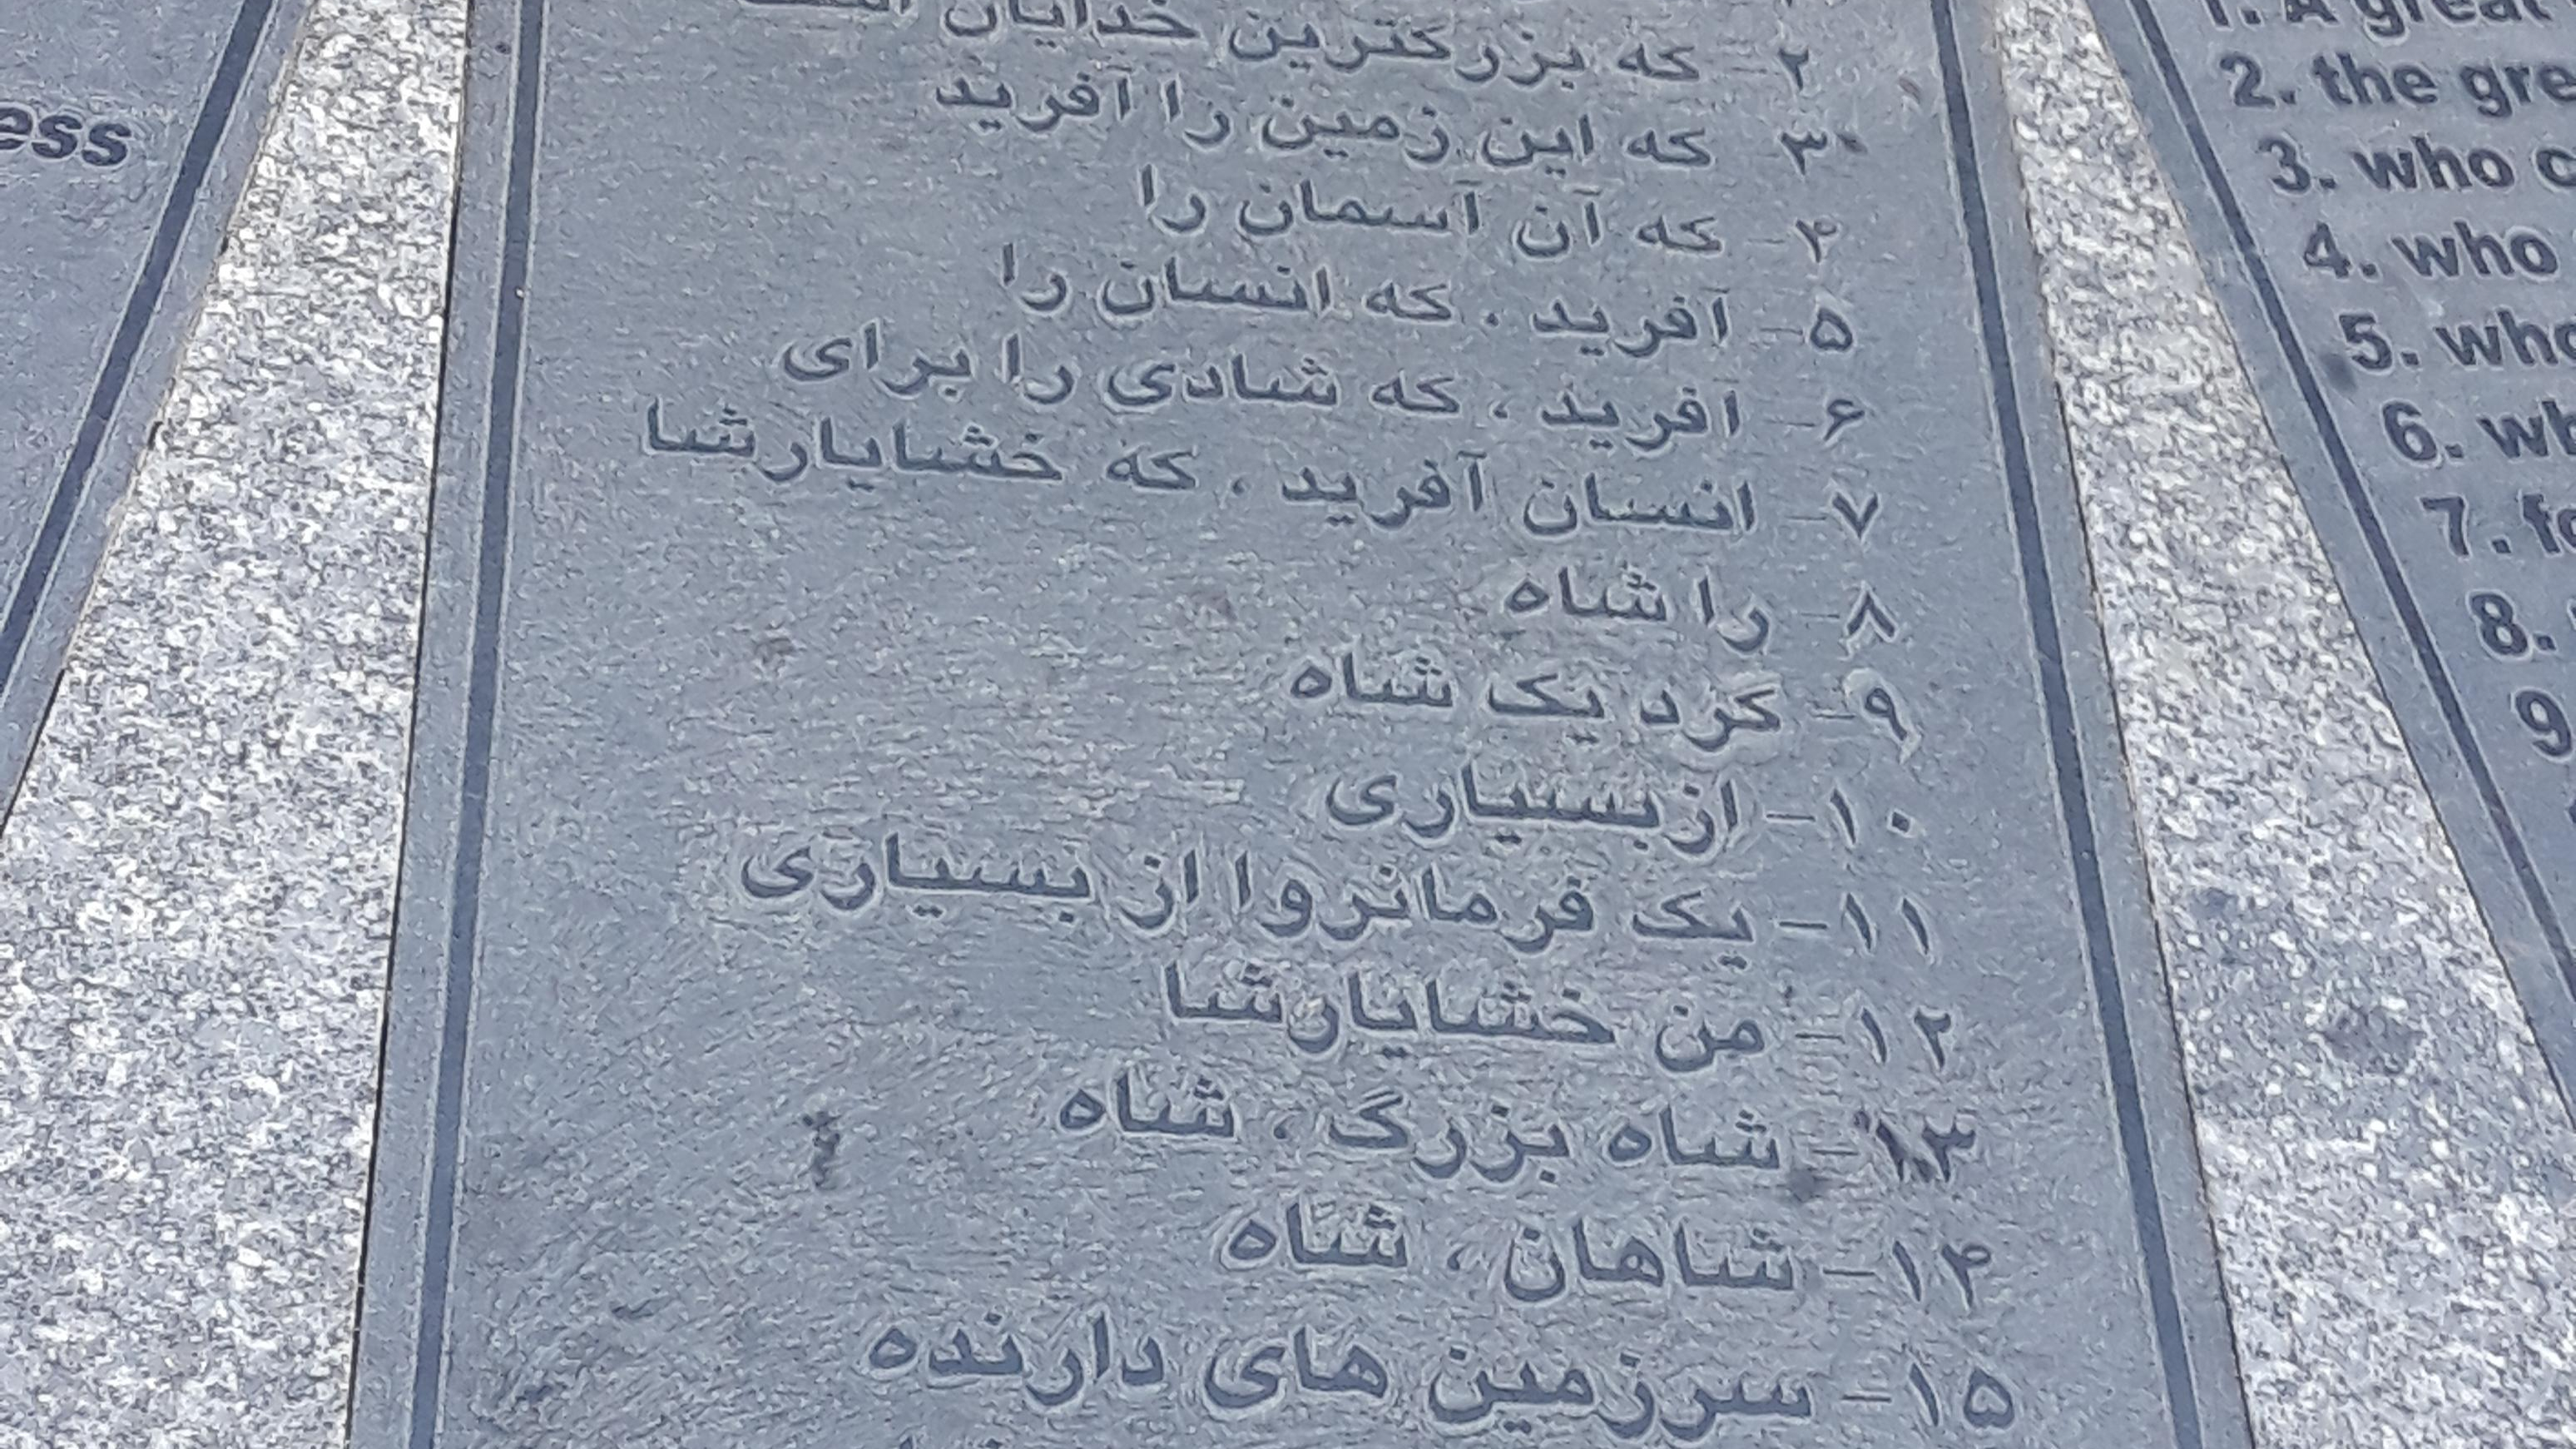 ess
۲- که بزرگترین خدایان است
۳- که این زمین را آفرید
۴- که آن آسمان را
۵- آفرید، که انسان را
۶- آفرید، که شادی را برای
۷- انسان آفرید، که خشایارشا
۸- را شاه
۹- کرد یک شاه
۱۰- از بسیاری
۱۱- یک فرمانروا از بسیاری
۱۲- من خشایارشا
۱۳- شاه بزرگ، شاه
۱۴- شاهان، شاه
۱۵- سرزمین های دارنده
1. A great
2. the gre
3. who c
4. who
5. who
6. wh
7. fo
8.
9